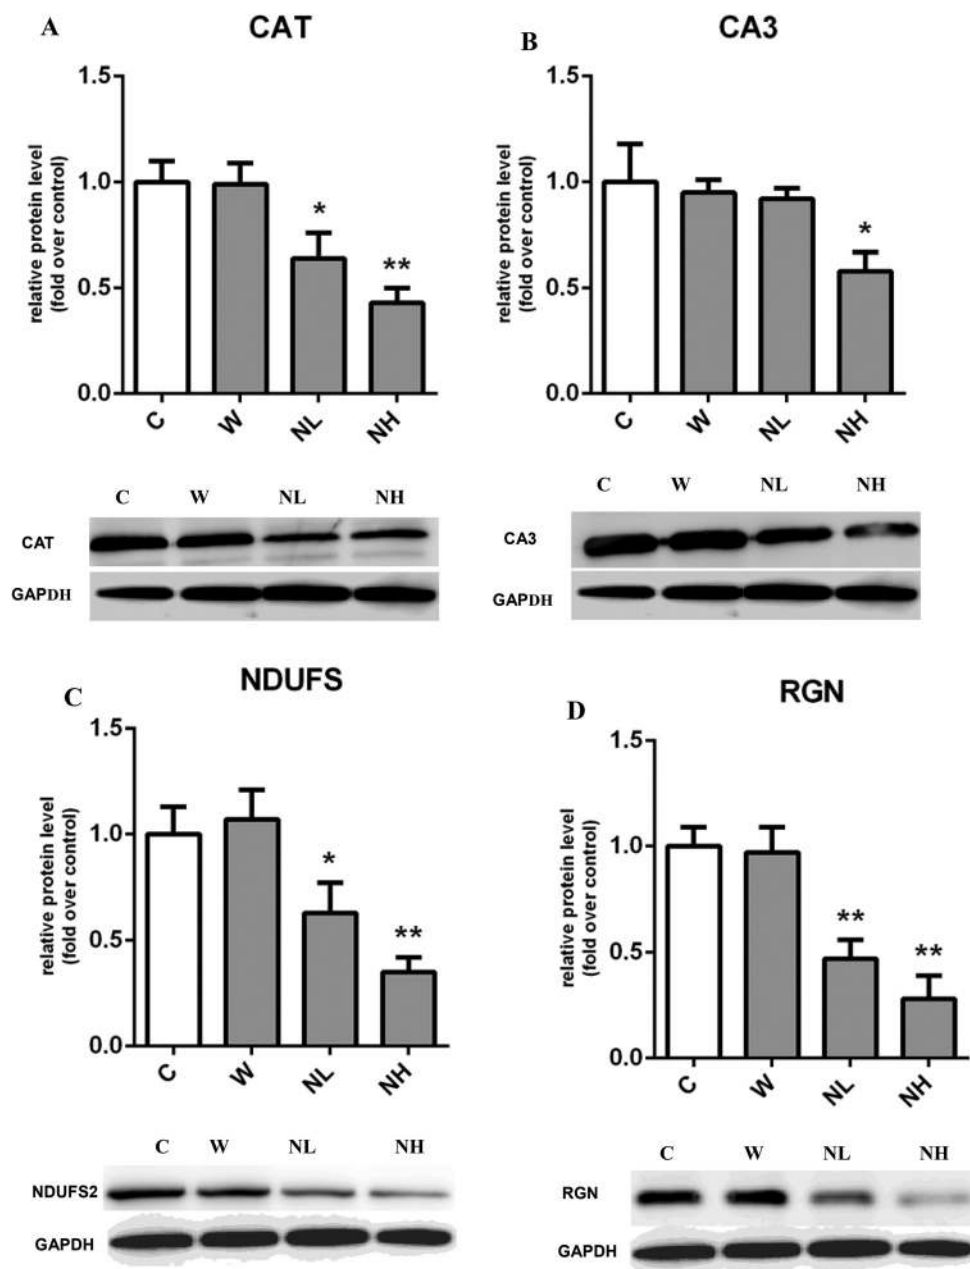 A
CAT
relative protein level
(fold over control)
1.5
1.0
0.5
0.0
*
**
C
W
NL
NH
C W NL NH
CAT
GAPDH
B
CA3
relative protein level
(fold over control)
1.5
1.0
0.5
0.0
*
C
W
NL
NH
C W NL NH
CA3
GAPDH
C
NDUFS
relative protein level
(fold over control)
1.5
1.0
0.5
0.0
*
**
C
W
NL
NH
C W NL NH
NDUFS2
GAPDH
D
RGN
relative protein level
(fold over control)
1.5
1.0
0.5
0.0
**
**
C
W
NL
NH
C W NL NH
RGN
GAPDH